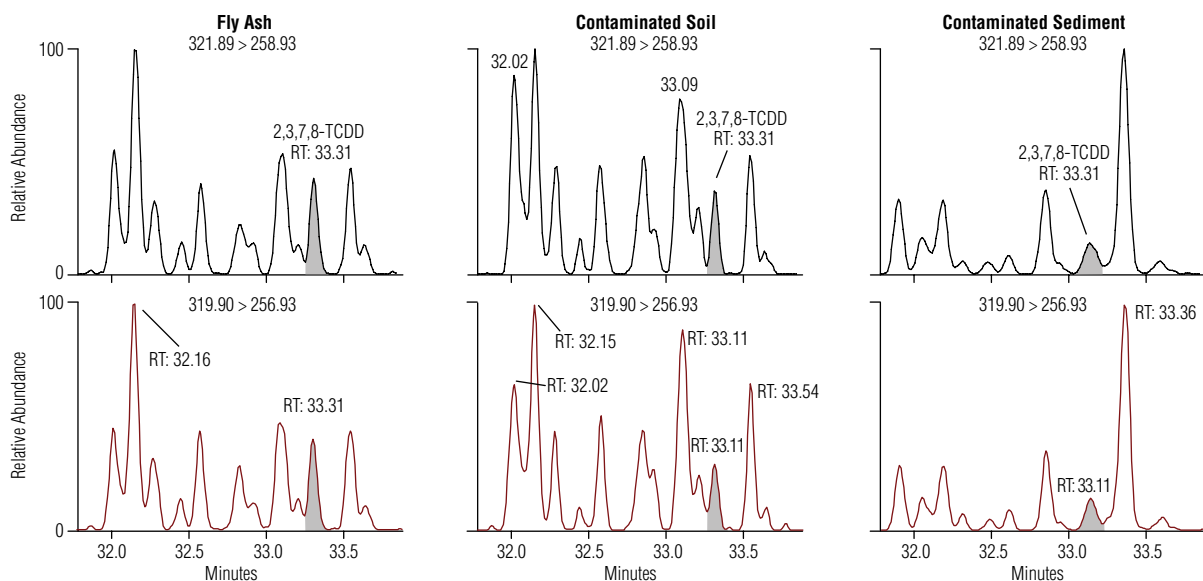 Fly Ash
321.89 > 258.93
100
0
Relative Abundance
2,3,7,8-TCDD
RT: 33.31
Contaminated Soil
321.89 > 258.93
32.02
33.09
2,3,7,8-TCDD
RT: 33.31
Contaminated Sediment
321.89 > 258.93
2,3,7,8-TCDD
RT: 33.31
319.90 > 256.93
100
0
Relative Abundance
RT: 32.16
RT: 33.31
32.0
32.5
33.0
33.5
Minutes
319.90 > 256.93
RT: 32.15
RT: 32.02
RT: 33.11
RT: 33.11
RT: 33.54
32.0
32.5
33.0
33.5
Minutes
319.90 > 256.93
RT: 33.11
RT: 33.36
32.0
32.5
33.0
33.5
Minutes